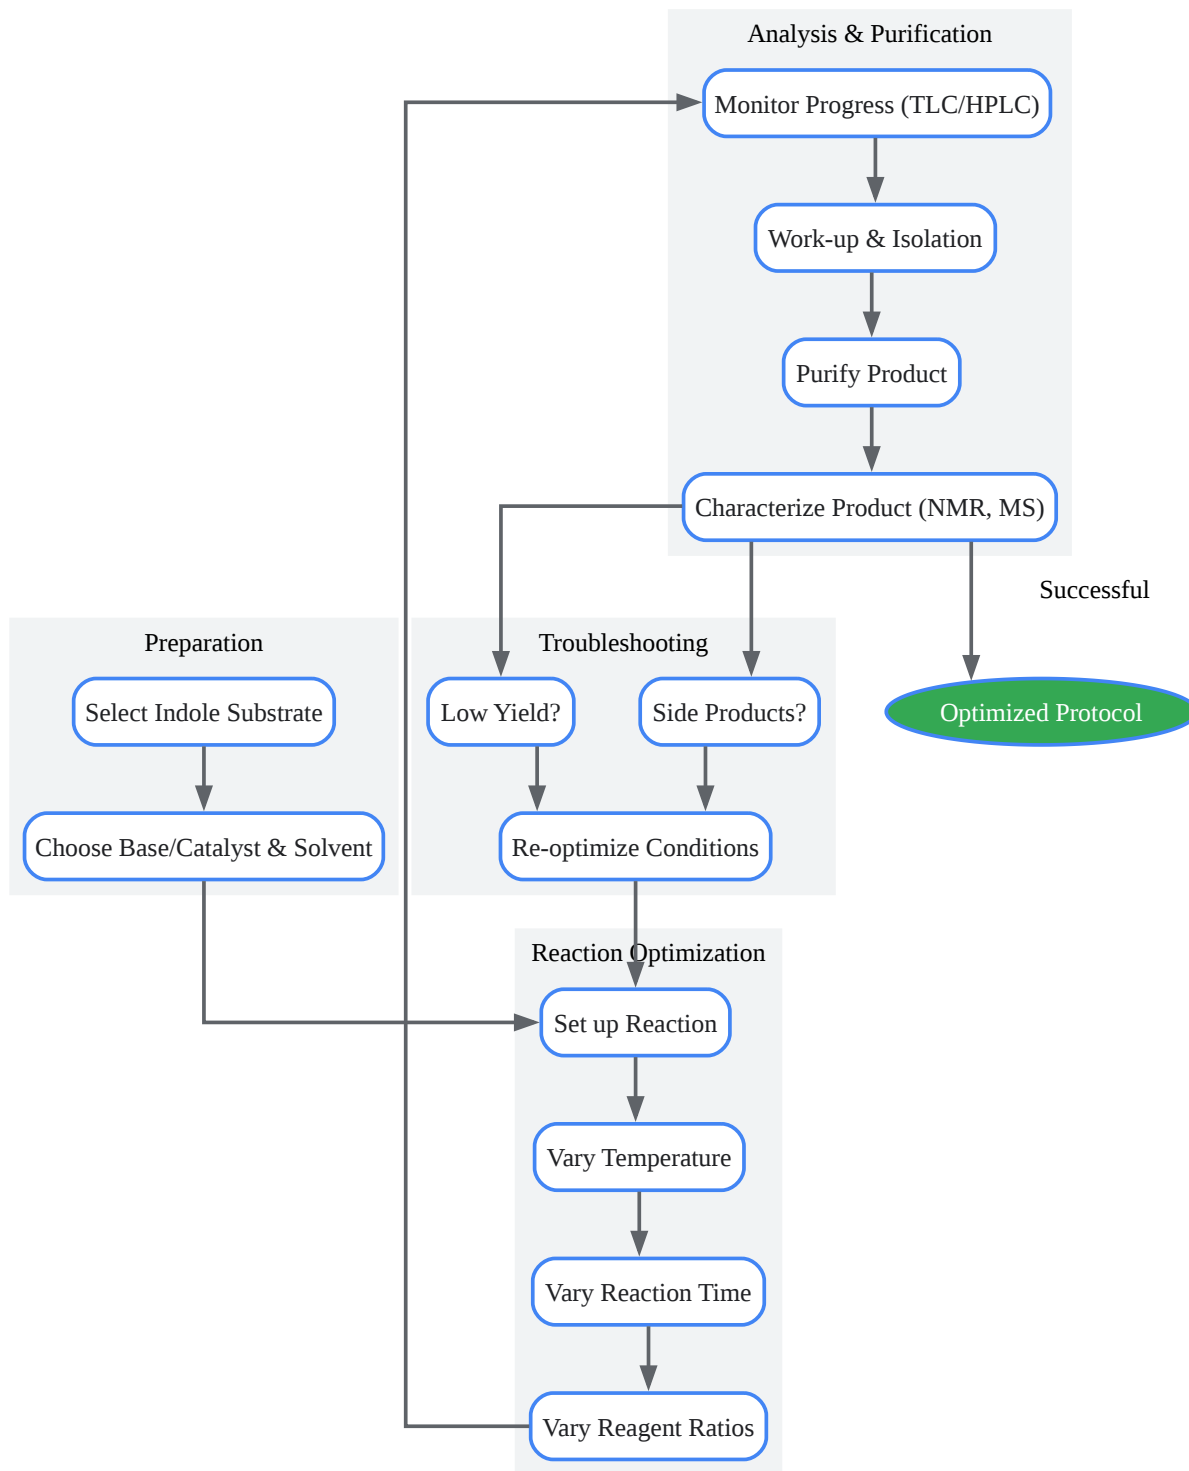 Analysis & Purification
Monitor Progress (TLC/HPLC)
Work-up & Isolation
Purify Product
Characterize Product (NMR, MS)
Successful
Preparation
Troubleshooting
Select Indole Substrate
Low Yield?
Side Products?
Optimized Protocol
Choose Base/Catalyst & Solvent
Re-optimize Conditions
Reaction Optimization
Set up Reaction
Vary Temperature
Vary Reaction Time
Vary Reagent Ratios